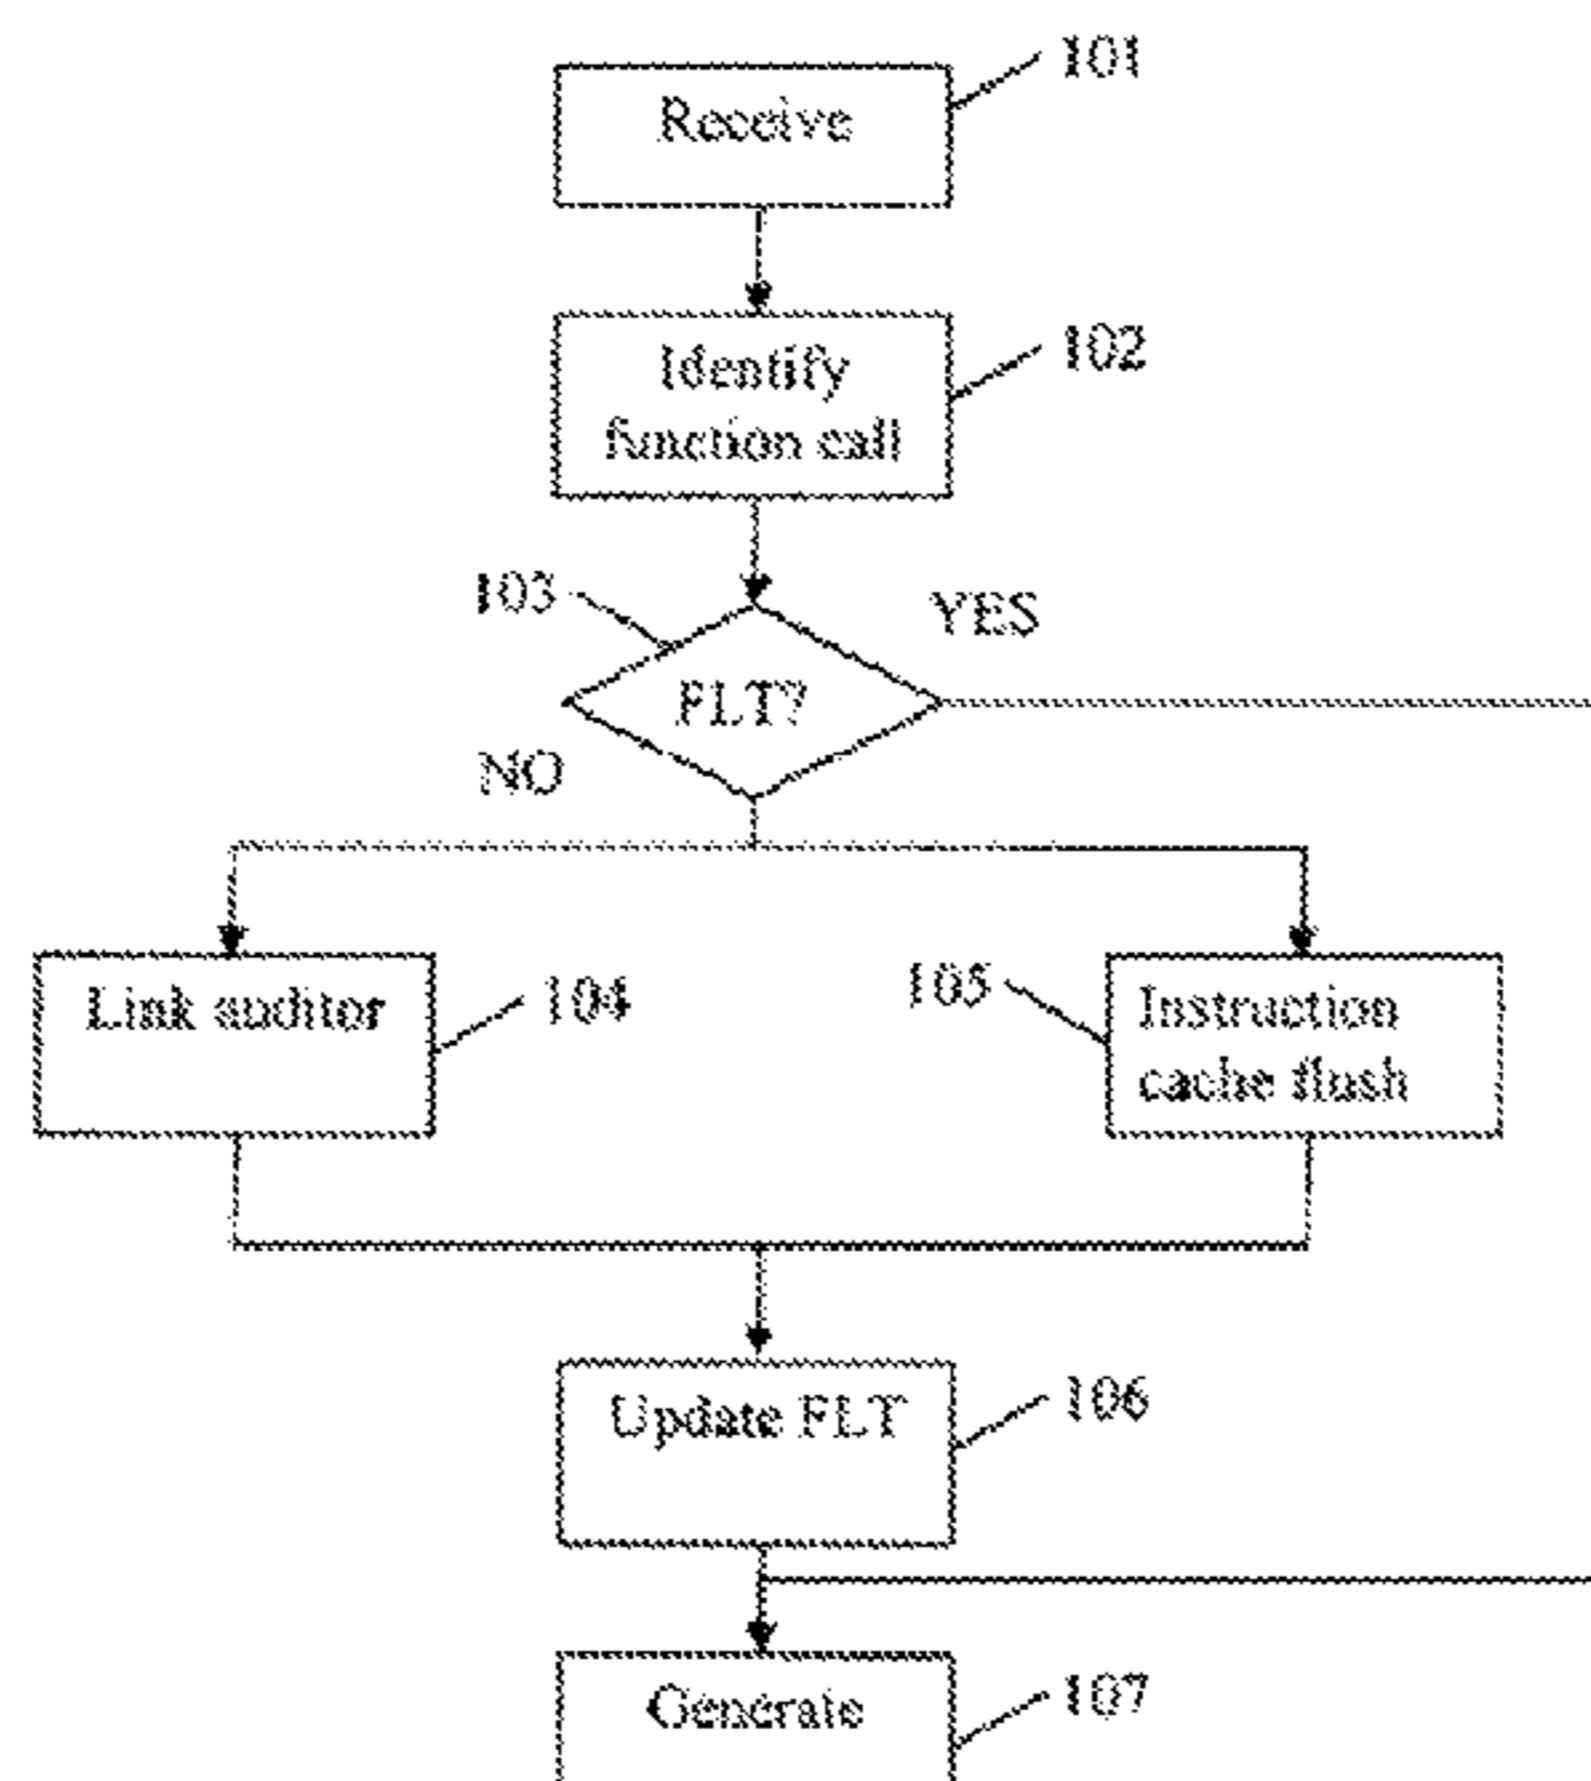 101
Receive
102
Identify
function call
103
YES
FLT?
NO
Link auditor
104
105
Instruction
cache flush
Update FLT
106
Generate
107